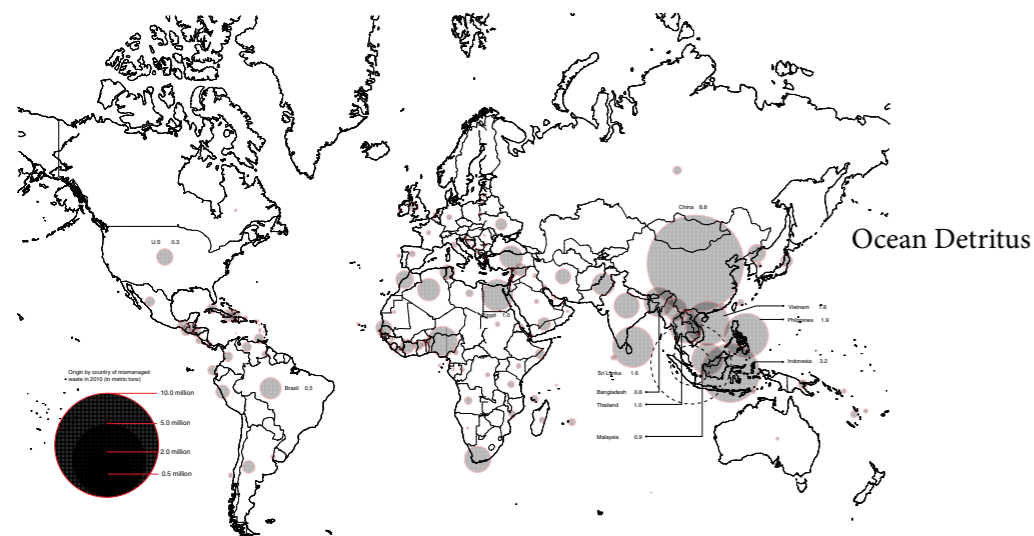 Ocean Detritus
China 8.8
U.S 0.3
Vietnam 1.8
Philippines 1.9
Indonesia 3.2
Sri Lanka 1.6
Bangladesh 0.8
Thailand 1.0
Malaysia 0.9
Brazil 0.5
Origin by country of mismanaged
waste in 2010 (in metric tons)
10.0 million
5.0 million
2.0 million
0.5 million